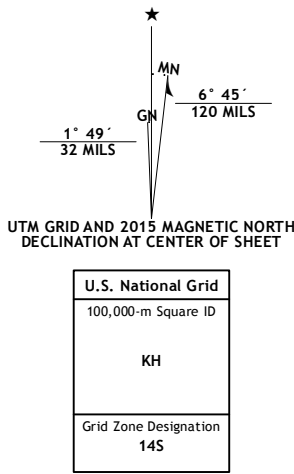 MN
6° 45´
120 MILS
GN
1° 49´
32 MILS
UTM GRID AND 2015 MAGNETIC NORTH
DECLINATION AT CENTER OF SHEET
U.S. National Grid
100,000-m Square ID
KH
Grid Zone Designation
14S